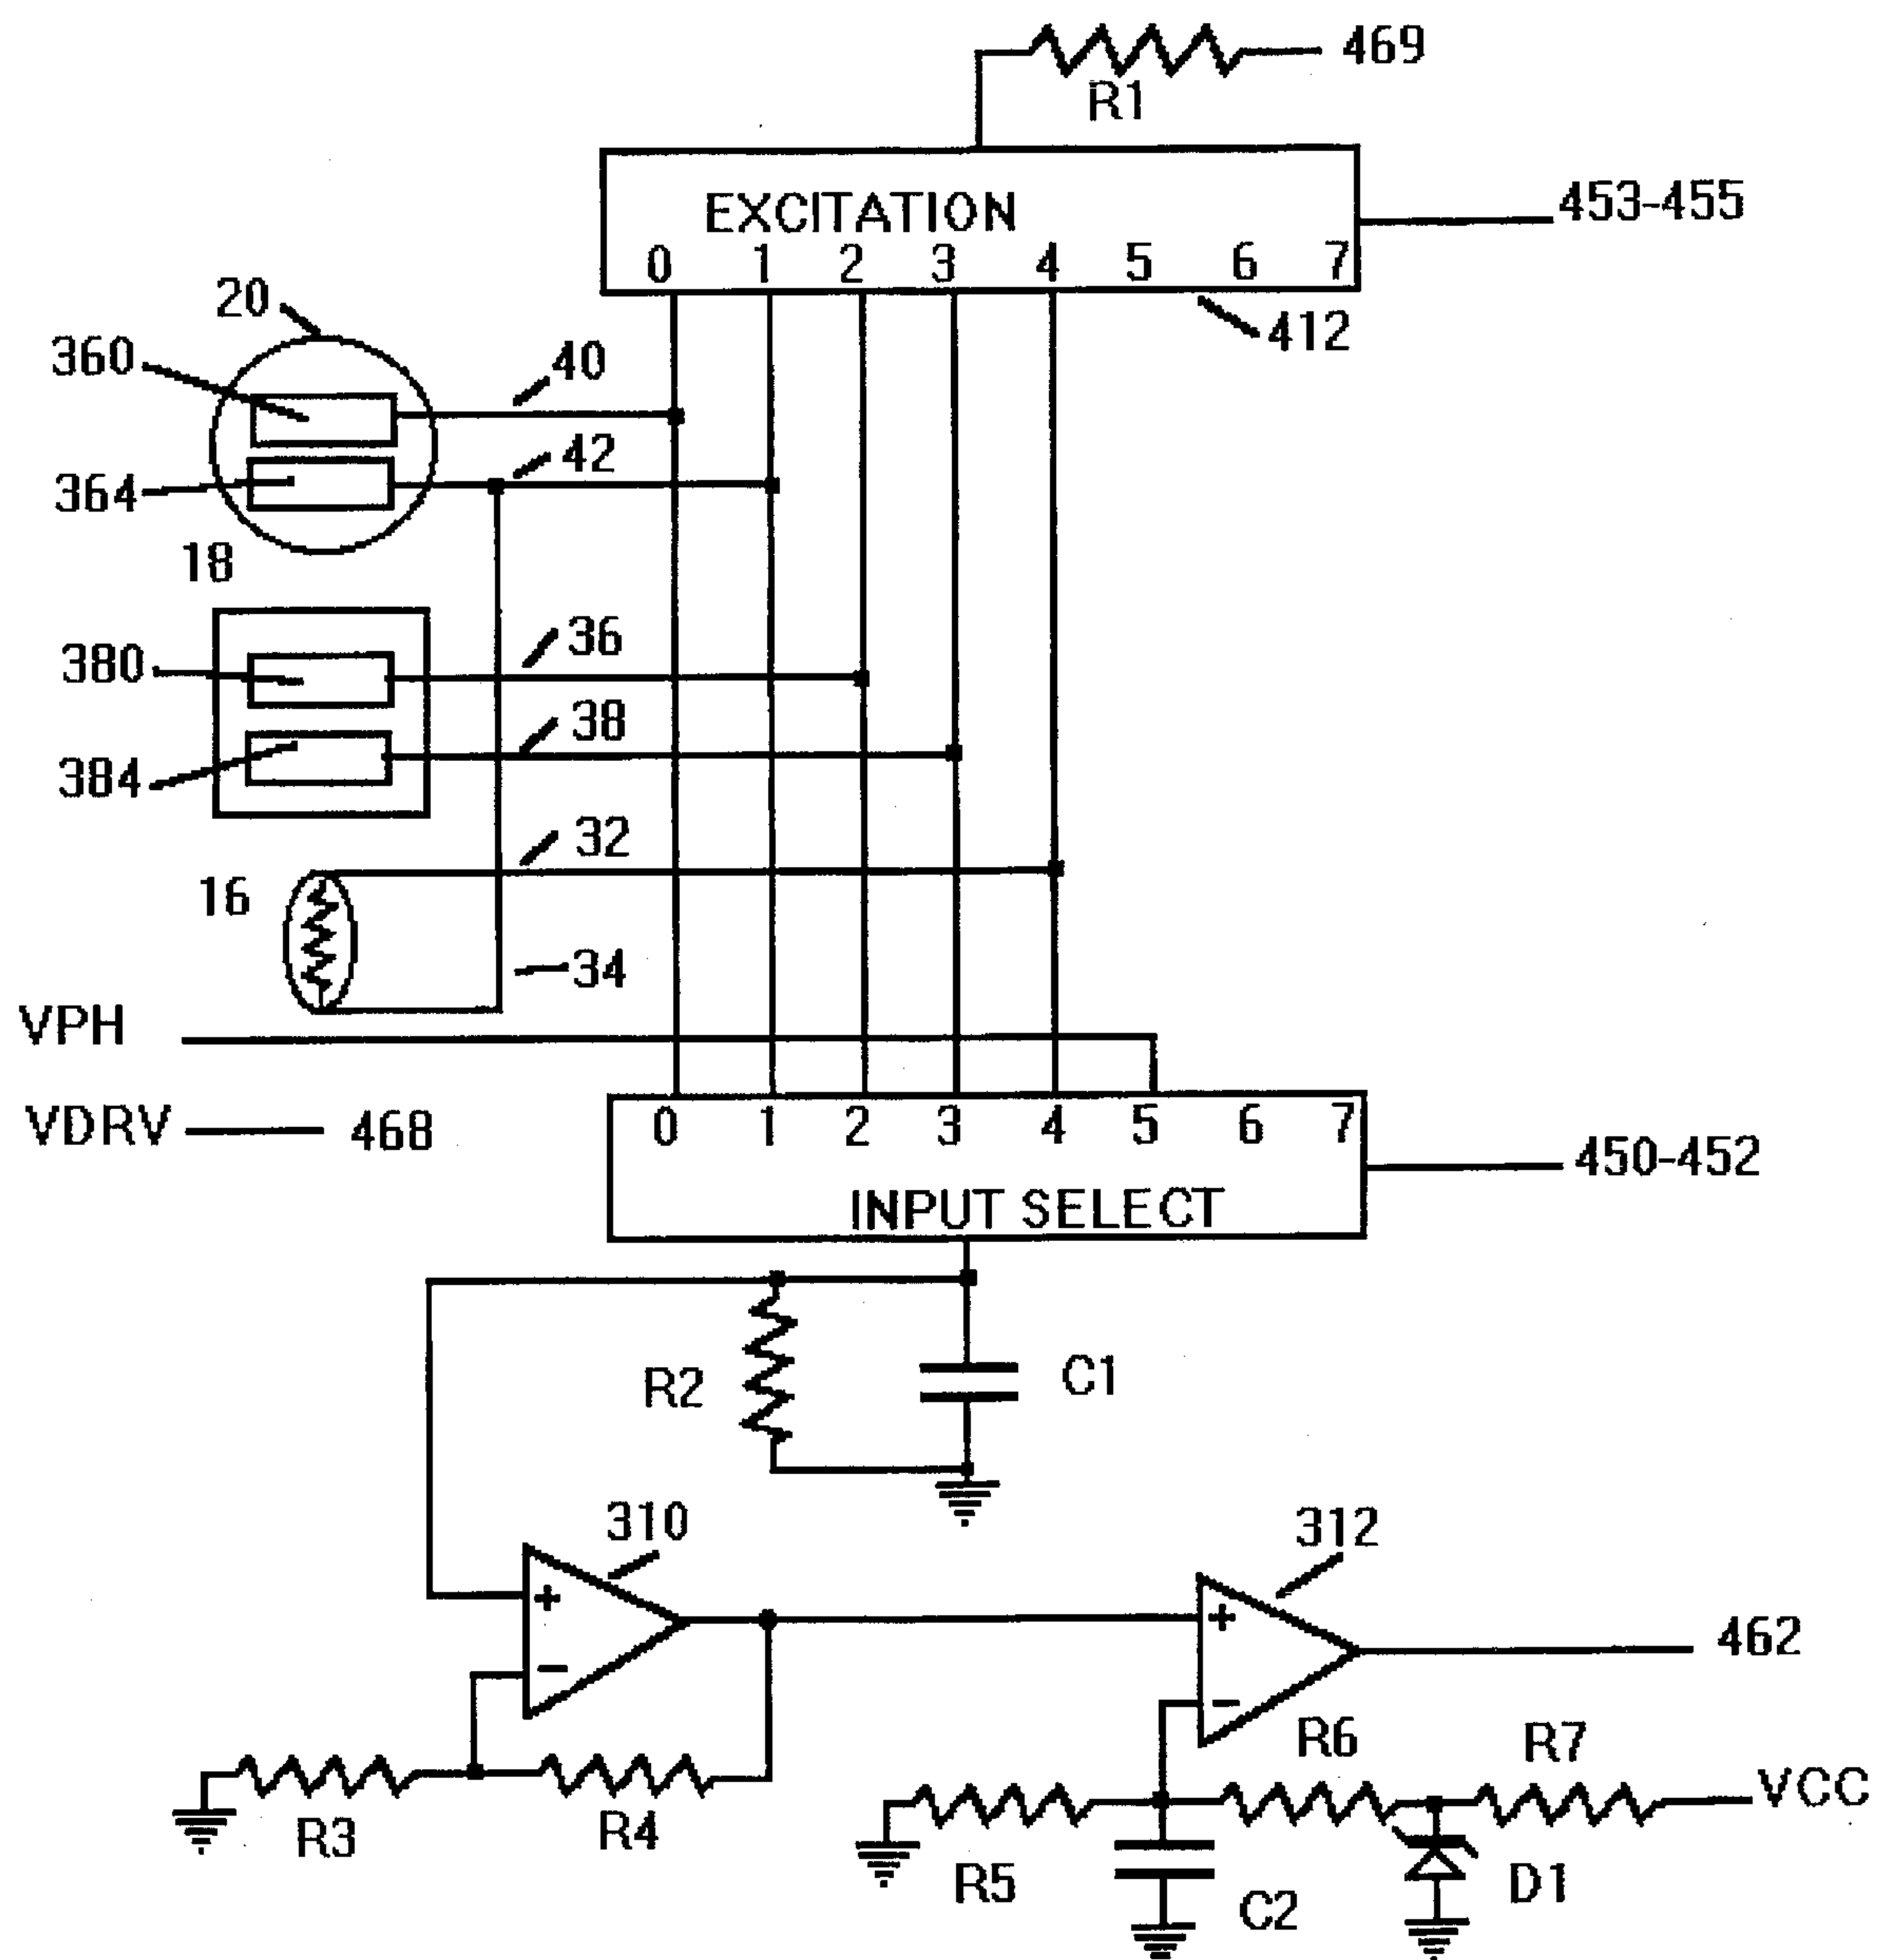 469
R1
453-455
EXCITATION
0 1 2 3 4 5 6 7
412
20
360
40
42
364
18
36
380
38
384
32
16
34
VPH
VDRV 468
0 1 2 3 4 5 6 7
450-452
INPUT SELECT
R2 C1
310
312
+
+
462
−
−
R6 R7
VCC
R3 R4
R5 C2 D1